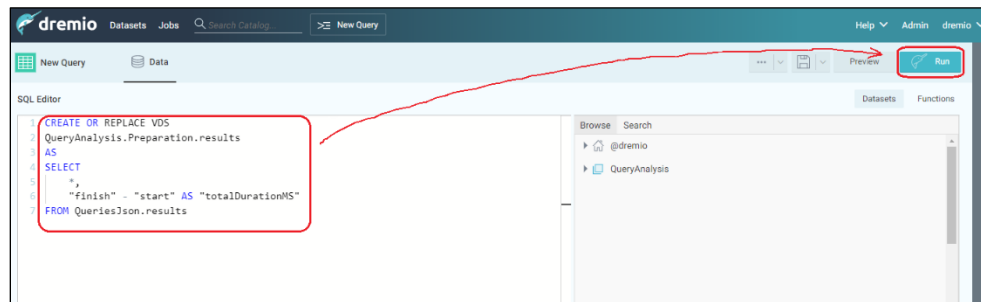 dremio Datasets Jobs Search Catalog... New Query Help Admin dremio
New Query Data ... Preview Run
SQL Editor Datasets Functions
1 CREATE OR REPLACE VDS
2 QueryAnalysis.Preparation.results
3 AS
4 SELECT
5 *,
6 "finish" - "start" AS "totalDurationMS"
7 FROM QueriesJson.results
Browse Search
@dremio
QueryAnalysis